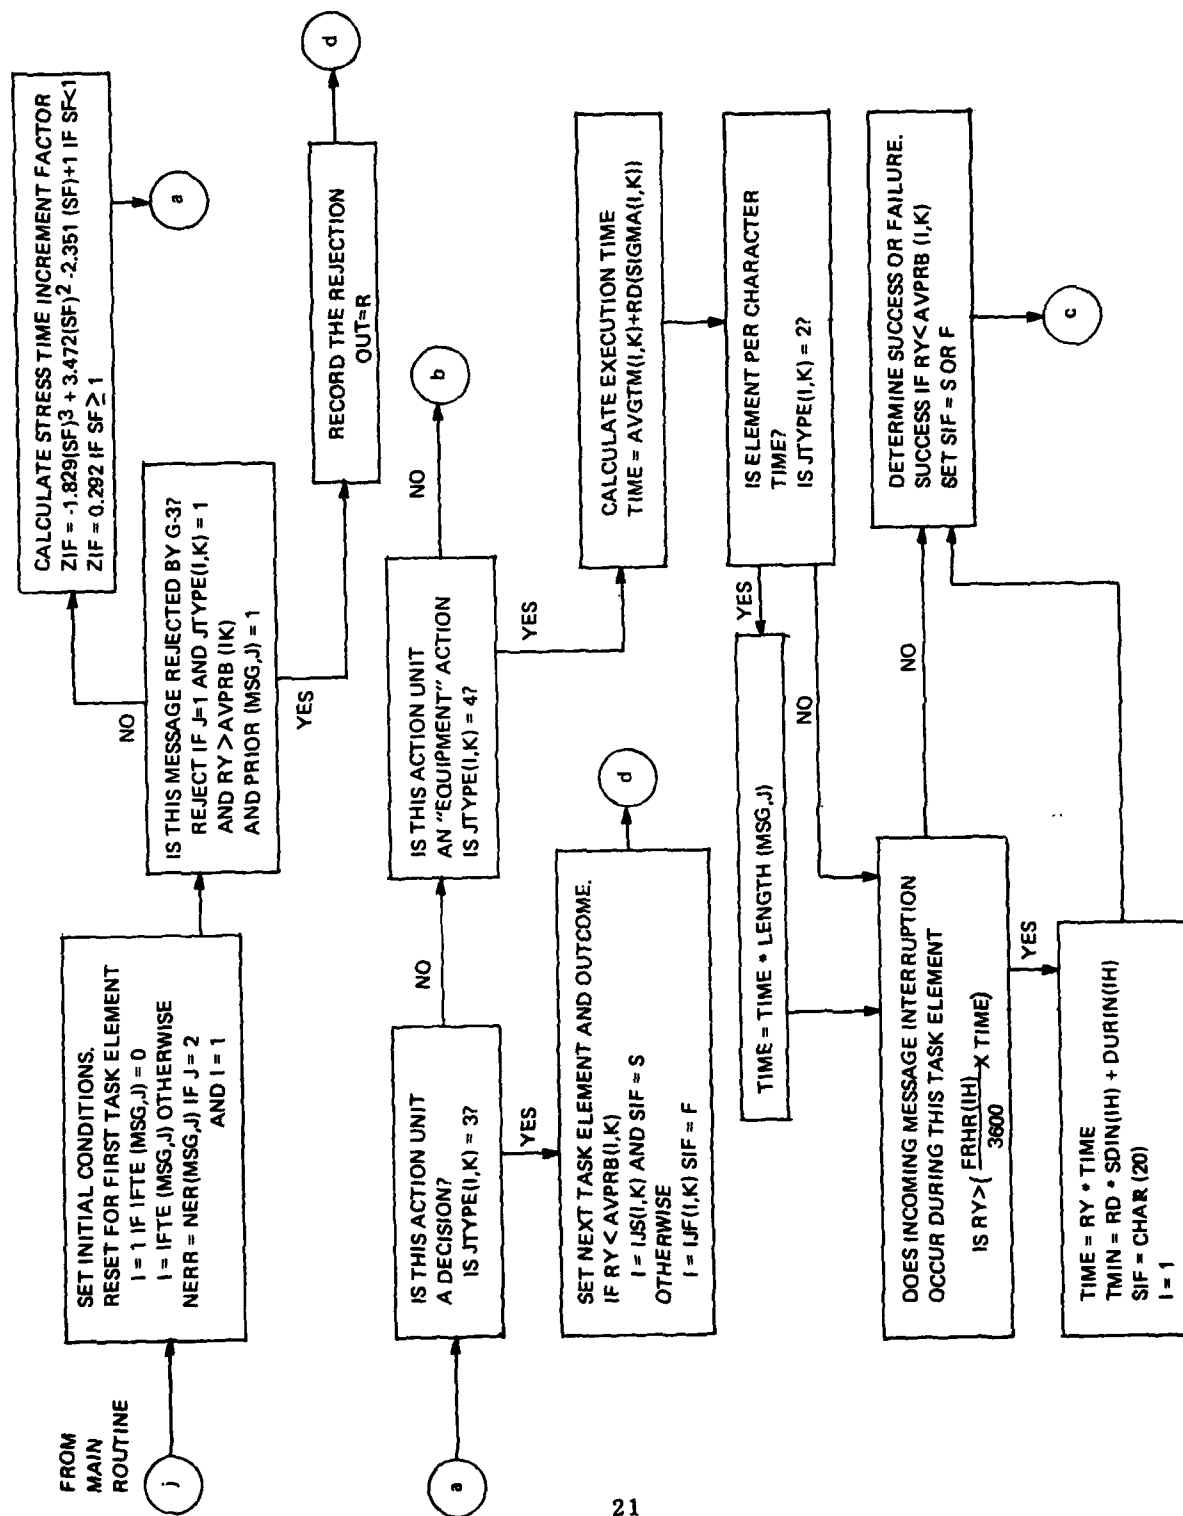 FROM
MAIN
ROUTINE
j
SET INITIAL CONDITIONS.
RESET FOR FIRST TASK ELEMENT
I = 1 IF IFTE (MSG,J) = 0
I = IFTE (MSG,J) OTHERWISE
NERR = NER(MSG,J) IF J = 2
AND I = 1
IS THIS MESSAGE REJECTED BY G-3?
REJECT IF J=1 AND JTYPE(I,K) = 1
AND RY > AVPRB (IK)
AND PRIOR (MSG,J) = 1
NO
YES
CALCULATE STRESS TIME INCREMENT FACTOR
ZIF = -1.829(SF)3 + 3.472(SF)2 -2.351 (SF)+1 IF SF<1
ZIF = 0.292 IF SF ≥ 1
a
RECORD THE REJECTION
OUT=R
d
a
IS THIS ACTION UNIT
A DECISION?
IS JTYPE(I,K) = 3?
NO
YES
IS THIS ACTION UNIT
AN "EQUIPMENT" ACTION
IS JTYPE(I,K) = 4?
NO
b
YES
SET NEXT TASK ELEMENT AND OUTCOME.
IF RY < AVPRB(I,K)
I = IJS(I,K) AND SIF = S
OTHERWISE
I = IJF(I,K) SIF = F
d
CALCULATE EXECUTION TIME
TIME = AVGTM(I,K)+RD(SIGMA(I,K))
IS ELEMENT PER CHARACTER
TIME?
IS JTYPE(I,K) = 2?
YES
NO
TIME = TIME * LENGTH (MSG,J)
DOES INCOMING MESSAGE INTERRUPTION
OCCUR DURING THIS TASK ELEMENT
IS RY>(FRHR(IH)/3600 X TIME)
NO
YES
DETERMINE SUCCESS OR FAILURE.
SUCCESS IF RY<AVPRB (I,K)
SET SIF = S OR F
c
TIME = RY * TIME
TMIN = RD * SDIN(IH) + DURIN(IH)
SIF = CHAR (20)
I = 1
21